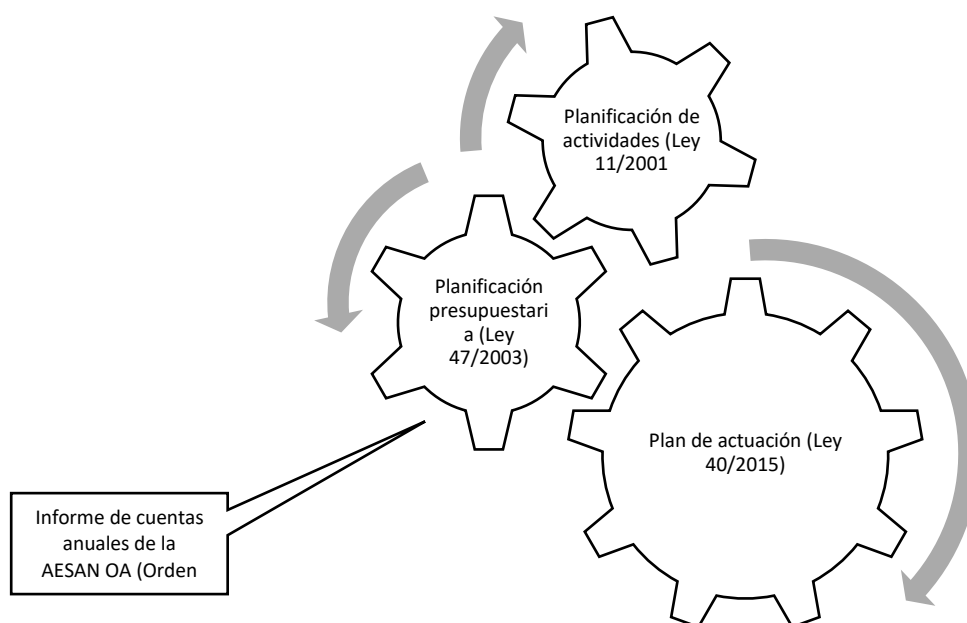 Planificación de
actividades (Ley
11/2001
Planificación
presupuestari
a (Ley
47/2003)
Plan de actuación (Ley
40/2015)
Informe de cuentas
anuales de la
AESAN OA (Orden